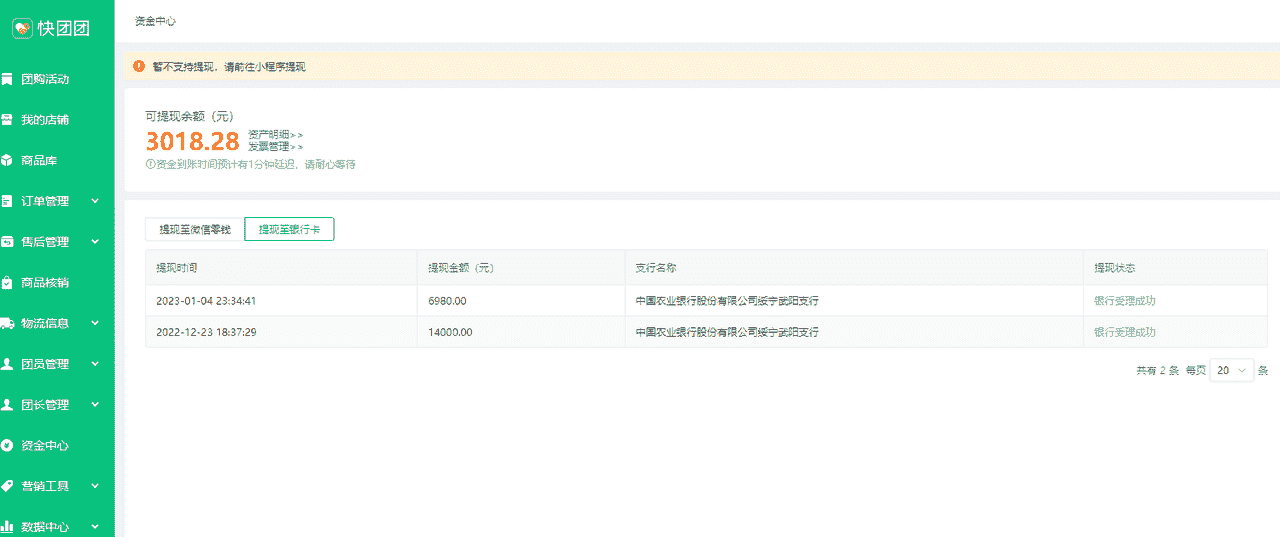 快团团
团购活动
我的店铺
商品库
订单管理
售后管理
商品核销
物流信息
团员管理
团长管理
资金中心
营销工具
数据中心
资金中心
暂不支持提现，请前往小程序提现
可提现余额（元）
3018.28
资产明细>>
发票管理>>
资金到账时间预计有1分钟延迟，请耐心等待
提现至微信零钱 提现至银行卡
提现时间 提现金额（元） 支行名称 提现状态
2023-01-04 23:34:41 6980.00 中国农业银行股份有限公司绥宁武阳支行 银行受理成功
2022-12-23 18:37:29 14000.00 中国农业银行股份有限公司绥宁武阳支行 银行受理成功
共有 2 条 每页 20 条